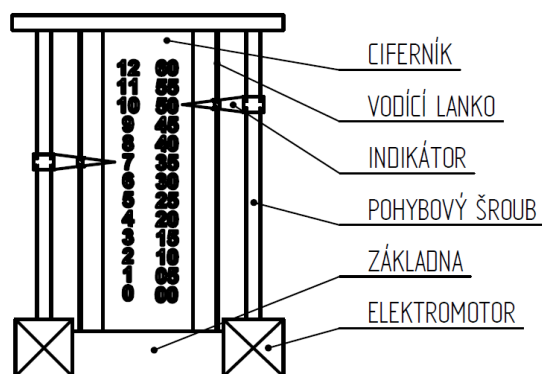 CIFERNÍK
12 60
11 55
VODÍCÍ LANKO
10 50
9 45
8 40
INDIKÁTOR
7 35
6 30
5 25
POHYBOVÝ ŠROUB
4 20
3 15
2 10
ZÁKLADNA
1 05
0 00
ELEKTROMOTOR